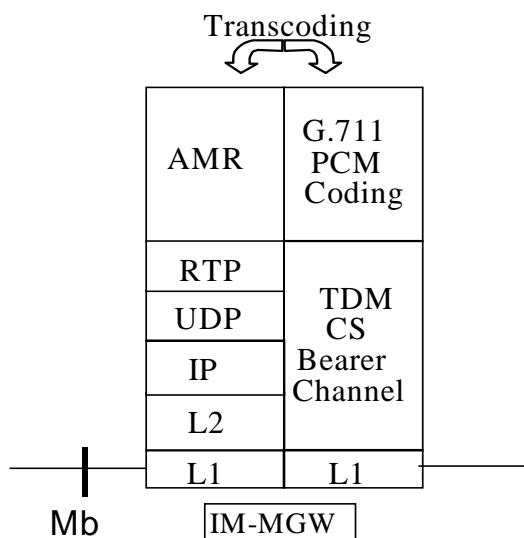 Transcoding
AMR
G.711
PCM
Coding
RTP
UDP
IP
L2
TDM
CS
Bearer
Channel
L1
L1
Mb
IM-MGW